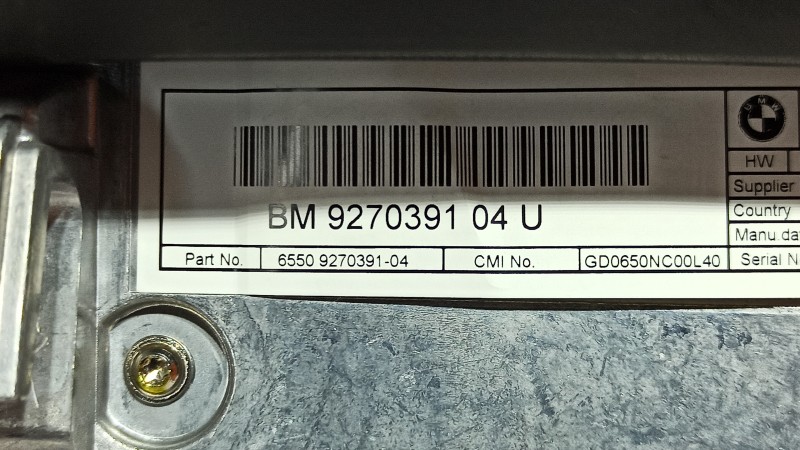 BMW
BM 9270391 04 U
HW
Supplier
Country
Manu.da
Part No. 6550 9270391-04 CMI No. GD0650NC00L40 Serial N